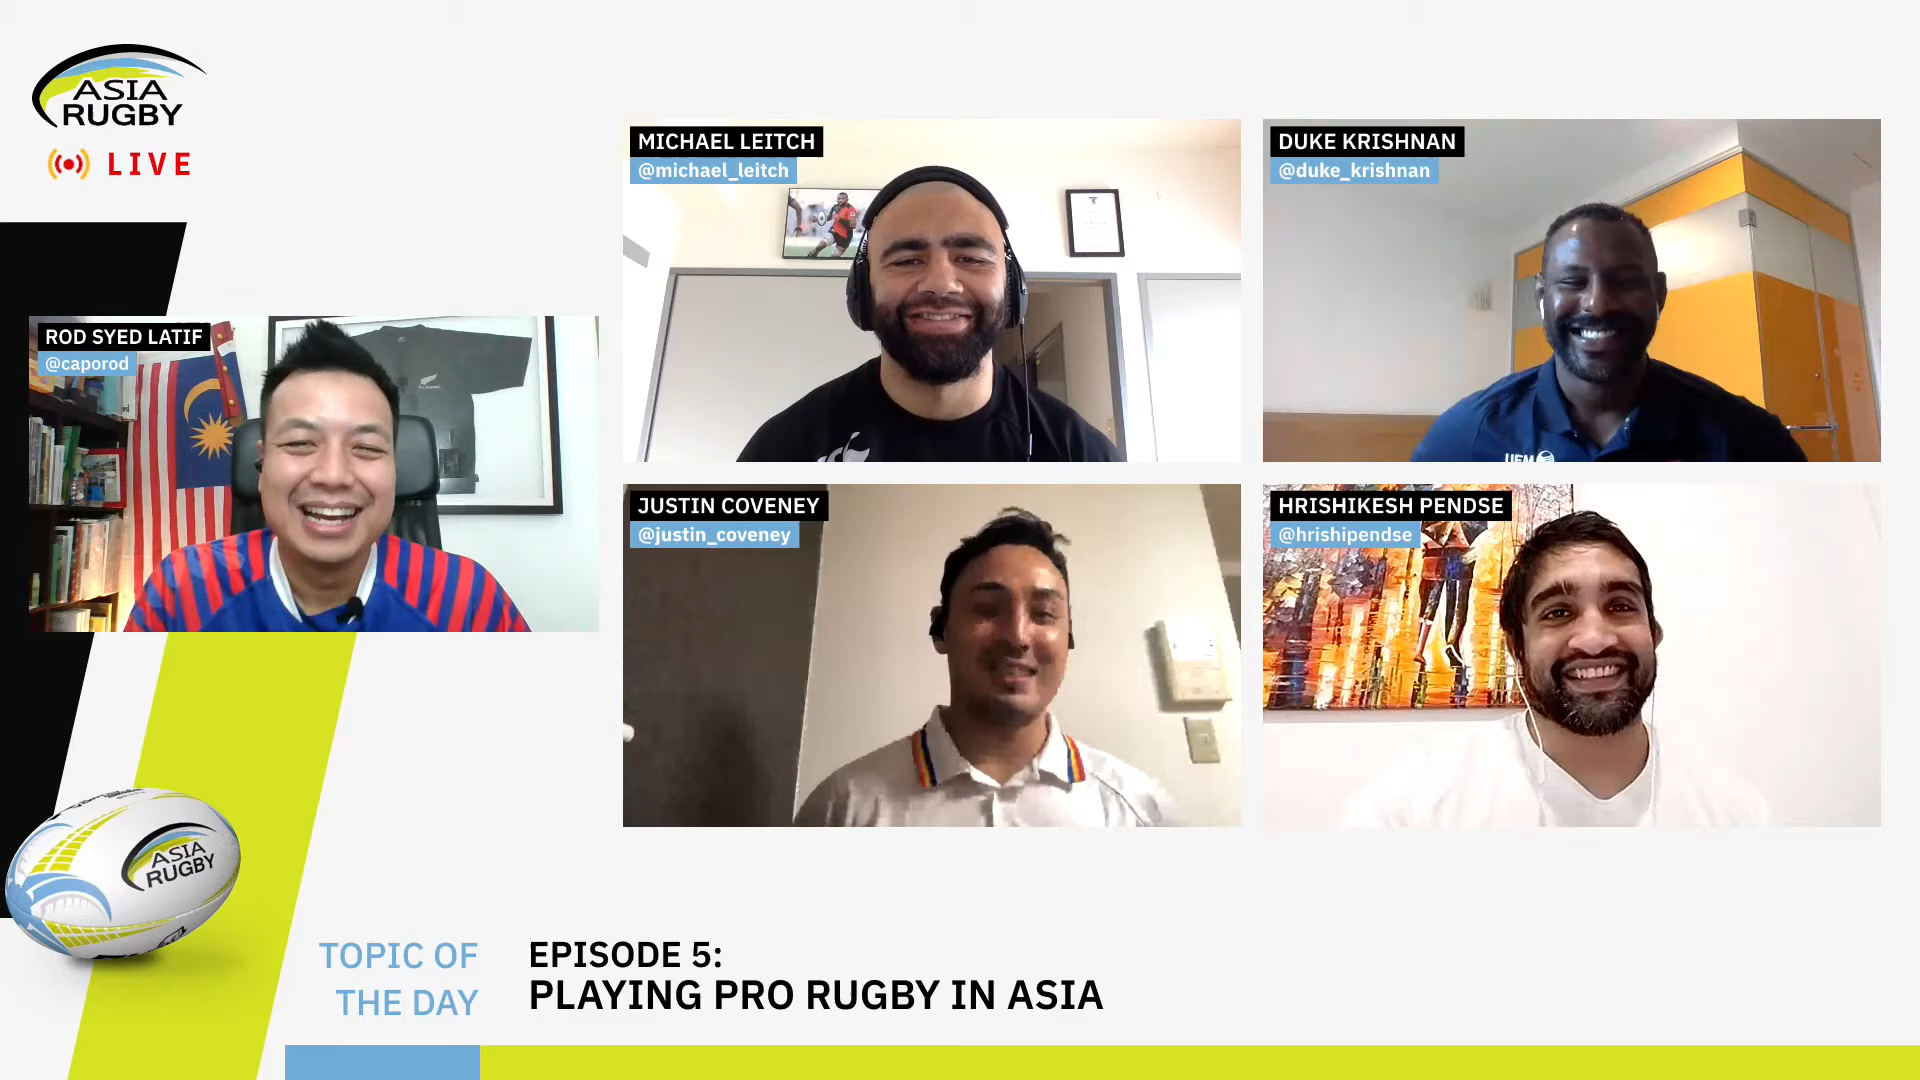 ASIA
RUGBY
LIVE
ROD SYED LATIF
@caporod
MICHAEL LEITCH
@michael_leitch
DUKE KRISHNAN
@duke_krishnan
UEM
JUSTIN COVENEY
@justin_coveney
HRISHIKESH PENDSE
@hrishipendse
ASIA
RUGBY
TOPIC OF
THE DAY
EPISODE 5:
PLAYING PRO RUGBY IN ASIA